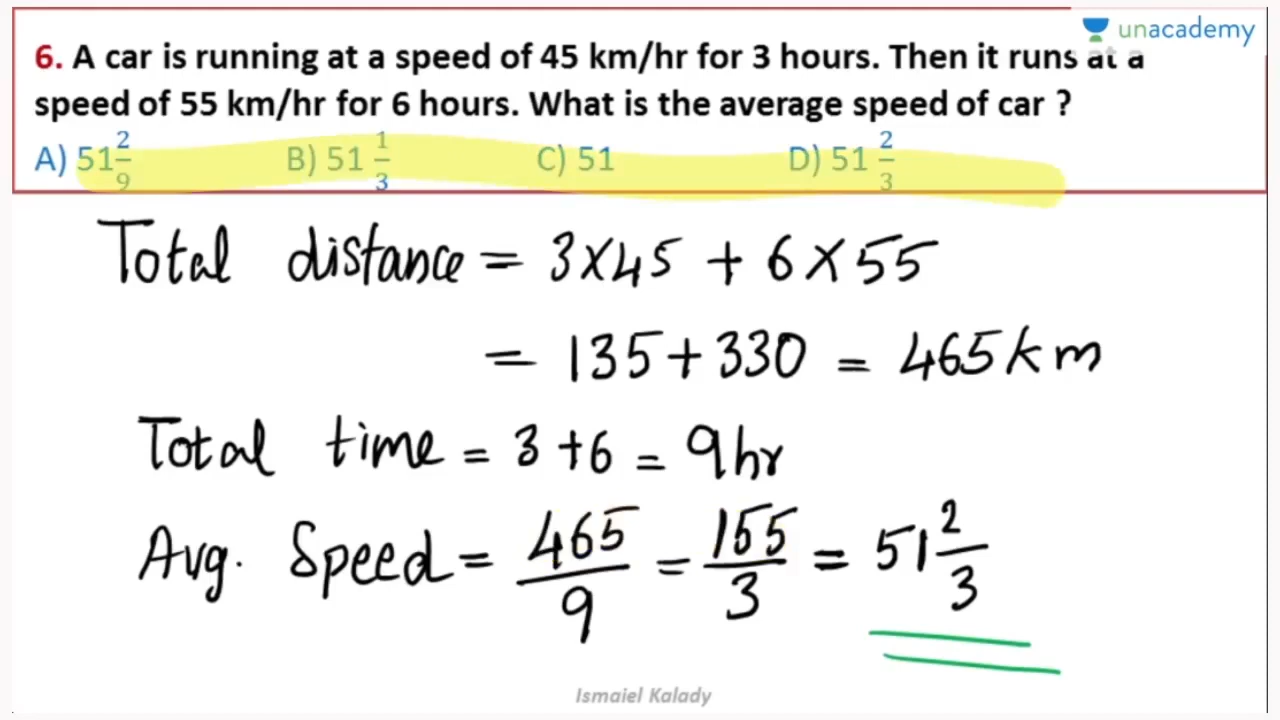 unacademy
6. A car is running at a speed of 45 km/hr for 3 hours. Then it runs at a
speed of 55 km/hr for 6 hours. What is the average speed of car ?
A) 51 2/9 B) 51 1/3 C) 51 D) 51 2/3
Total distance = 3×45 + 6×55
= 135+330 = 465km
Total time = 3+6 = 9hr
Avg. Speed = 465/9 = 155/3 = 51 2/3
Ismaiel Kalady